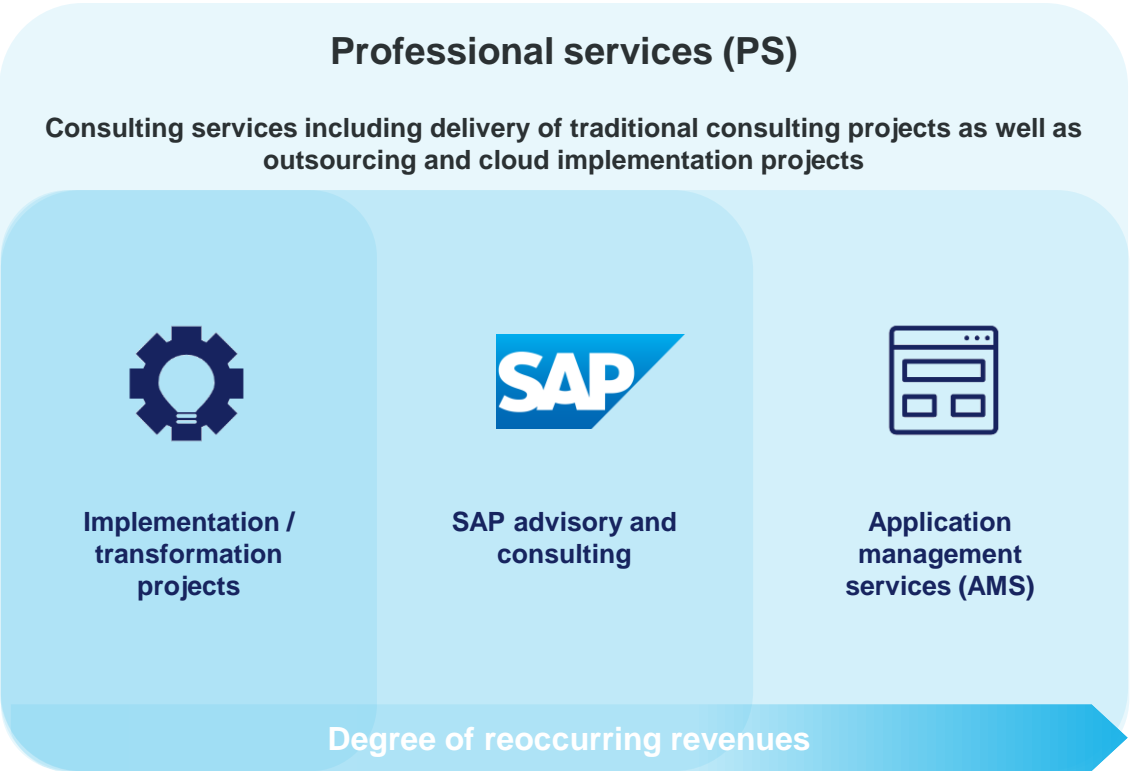 Professional services (PS)
Consulting services including delivery of traditional consulting projects as well as
outsourcing and cloud implementation projects
SAP
Implementation /
transformation
projects
SAP advisory and
consulting
Application
management
services (AMS)
Degree of reoccurring revenues